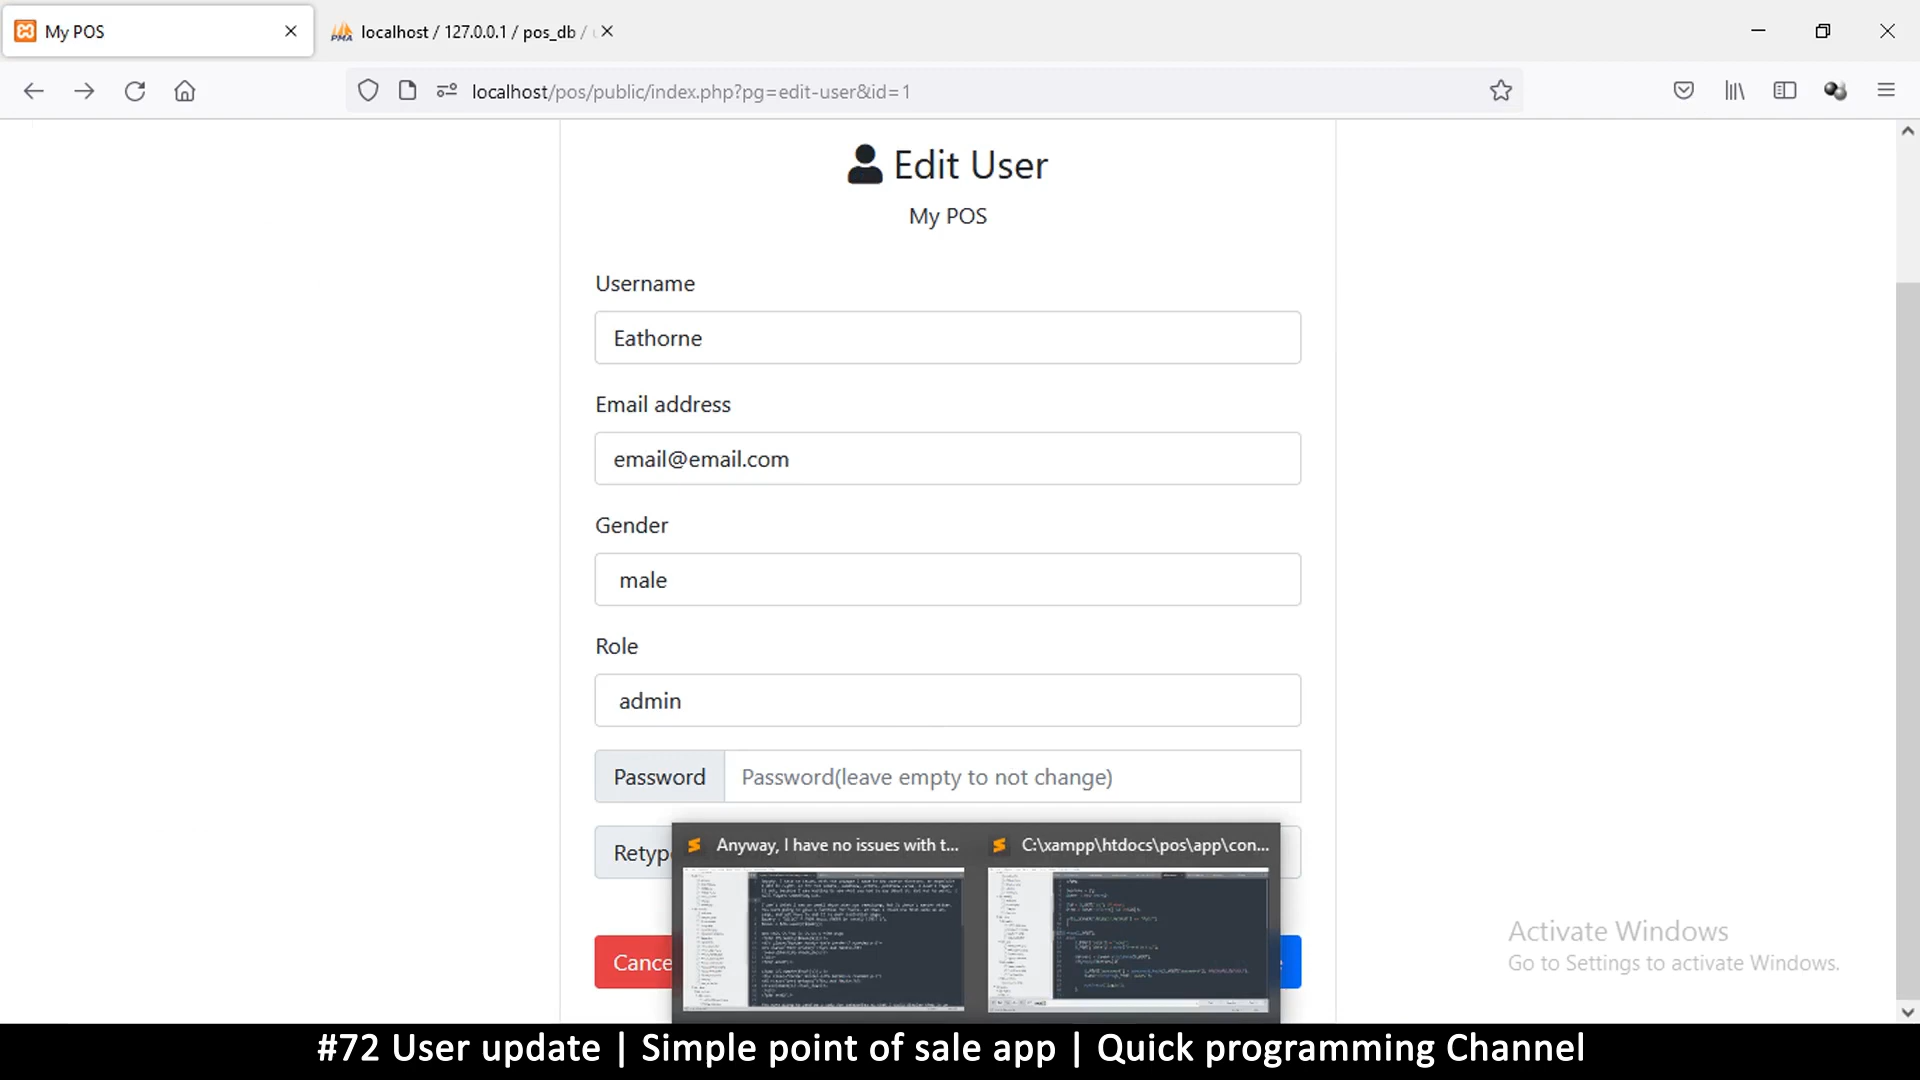 My POS
localhost / 127.0.0.1 / pos_db /
localhost/pos/public/index.php?pg=edit-user&id=1
Edit User
My POS
Username
Eathorne
Email address
email@email.com
Gender
male
Role
admin
Password Password(leave empty to not change)
Retyp
Anyway, I have no issues with t... C:\xampp\htdocs\pos\app\con...
Cance
Activate Windows
Go to Settings to activate Windows.
#72 User update | Simple point of sale app | Quick programming Channel